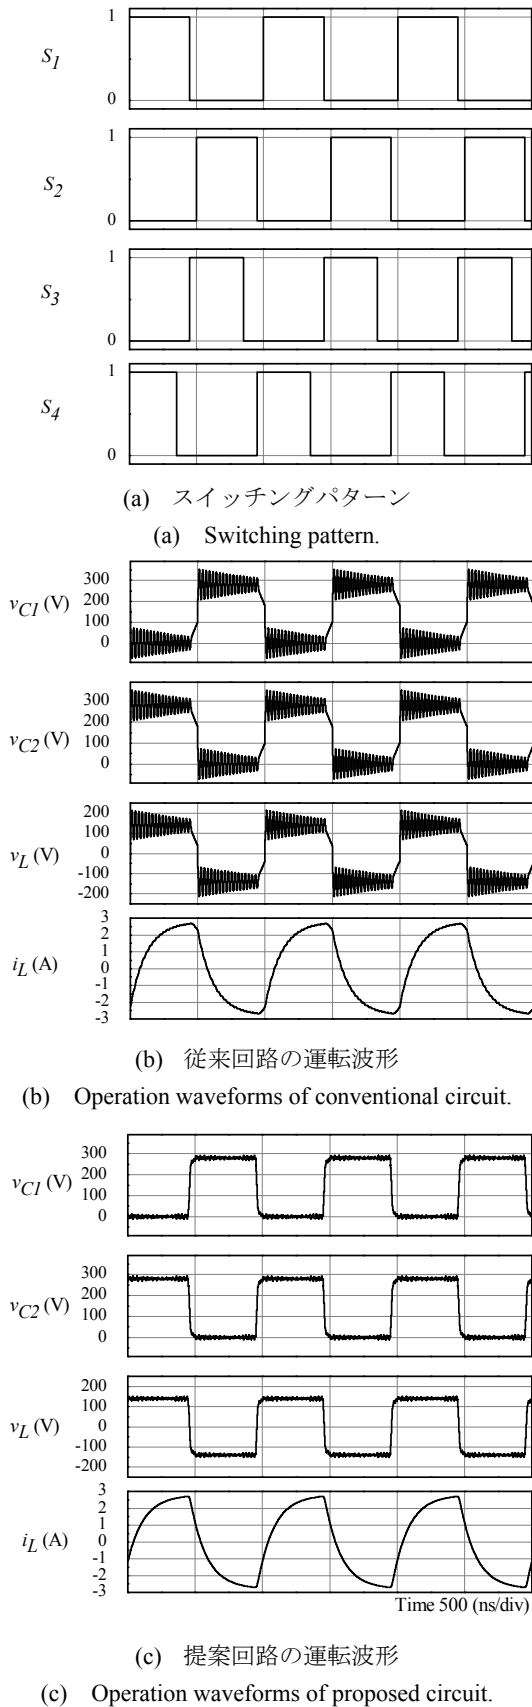 1
S1
0
1
S2
0
1
S3
0
1
S4
0
(a) スイッチングパターン
(a) Switching pattern.
300
vC1 (V)
200
100
0
300
vC2 (V)
200
100
0
200
vL (V)
100
0
-100
-200
3
2
1
iL (A)
0
-1
-2
-3
(b) 従来回路の運転波形
(b) Operation waveforms of conventional circuit.
300
vC1 (V)
200
100
0
300
vC2 (V)
200
100
0
200
100
vL (V)
0
-100
-200
3
2
1
iL (A)
0
-1
-2
-3
Time 500 (ns/div)
(c) 提案回路の運転波形
(c) Operation waveforms of proposed circuit.